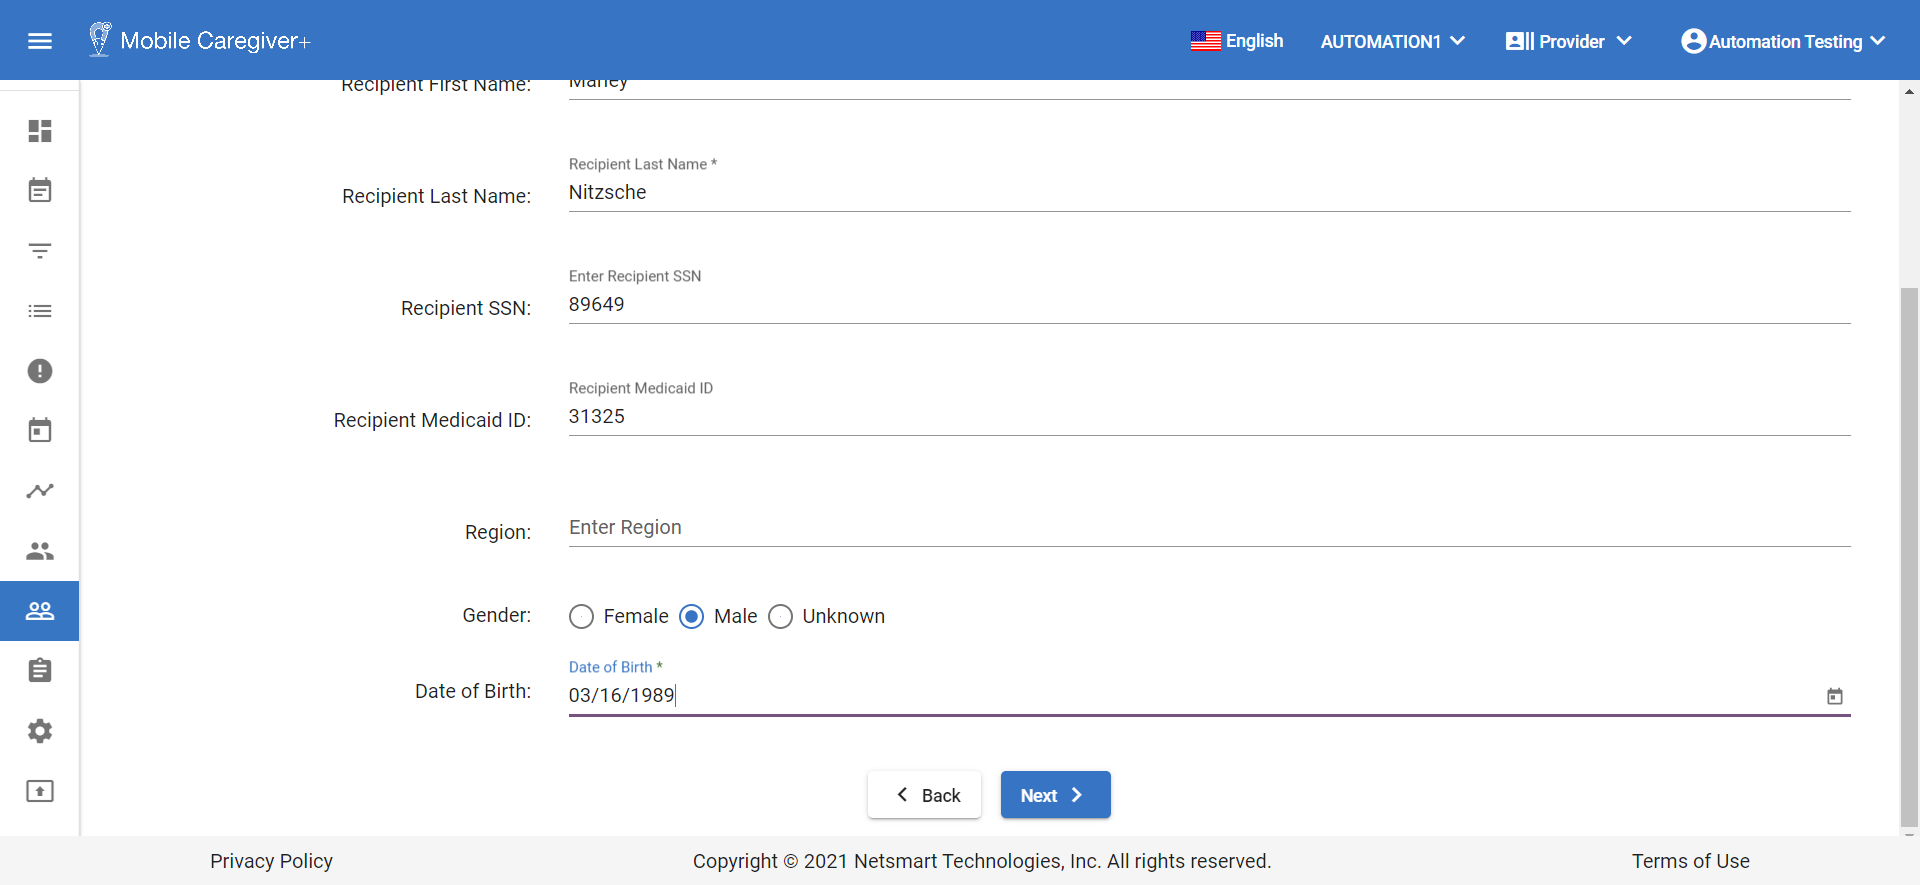 Mobile Caregiver+
English
AUTOMATION1
Provider
Automation Testing
Recipient First Name:
Recipient Last Name *
Recipient Last Name:
Nitzsche
Enter Recipient SSN
Recipient SSN:
89649
Recipient Medicaid ID
Recipient Medicaid ID:
31325
Region:
Enter Region
Gender:
Female
Male
Unknown
Date of Birth *
Date of Birth:
03/16/1989
Back
Next
Privacy Policy
Copyright © 2021 Netsmart Technologies, Inc. All rights reserved.
Terms of Use